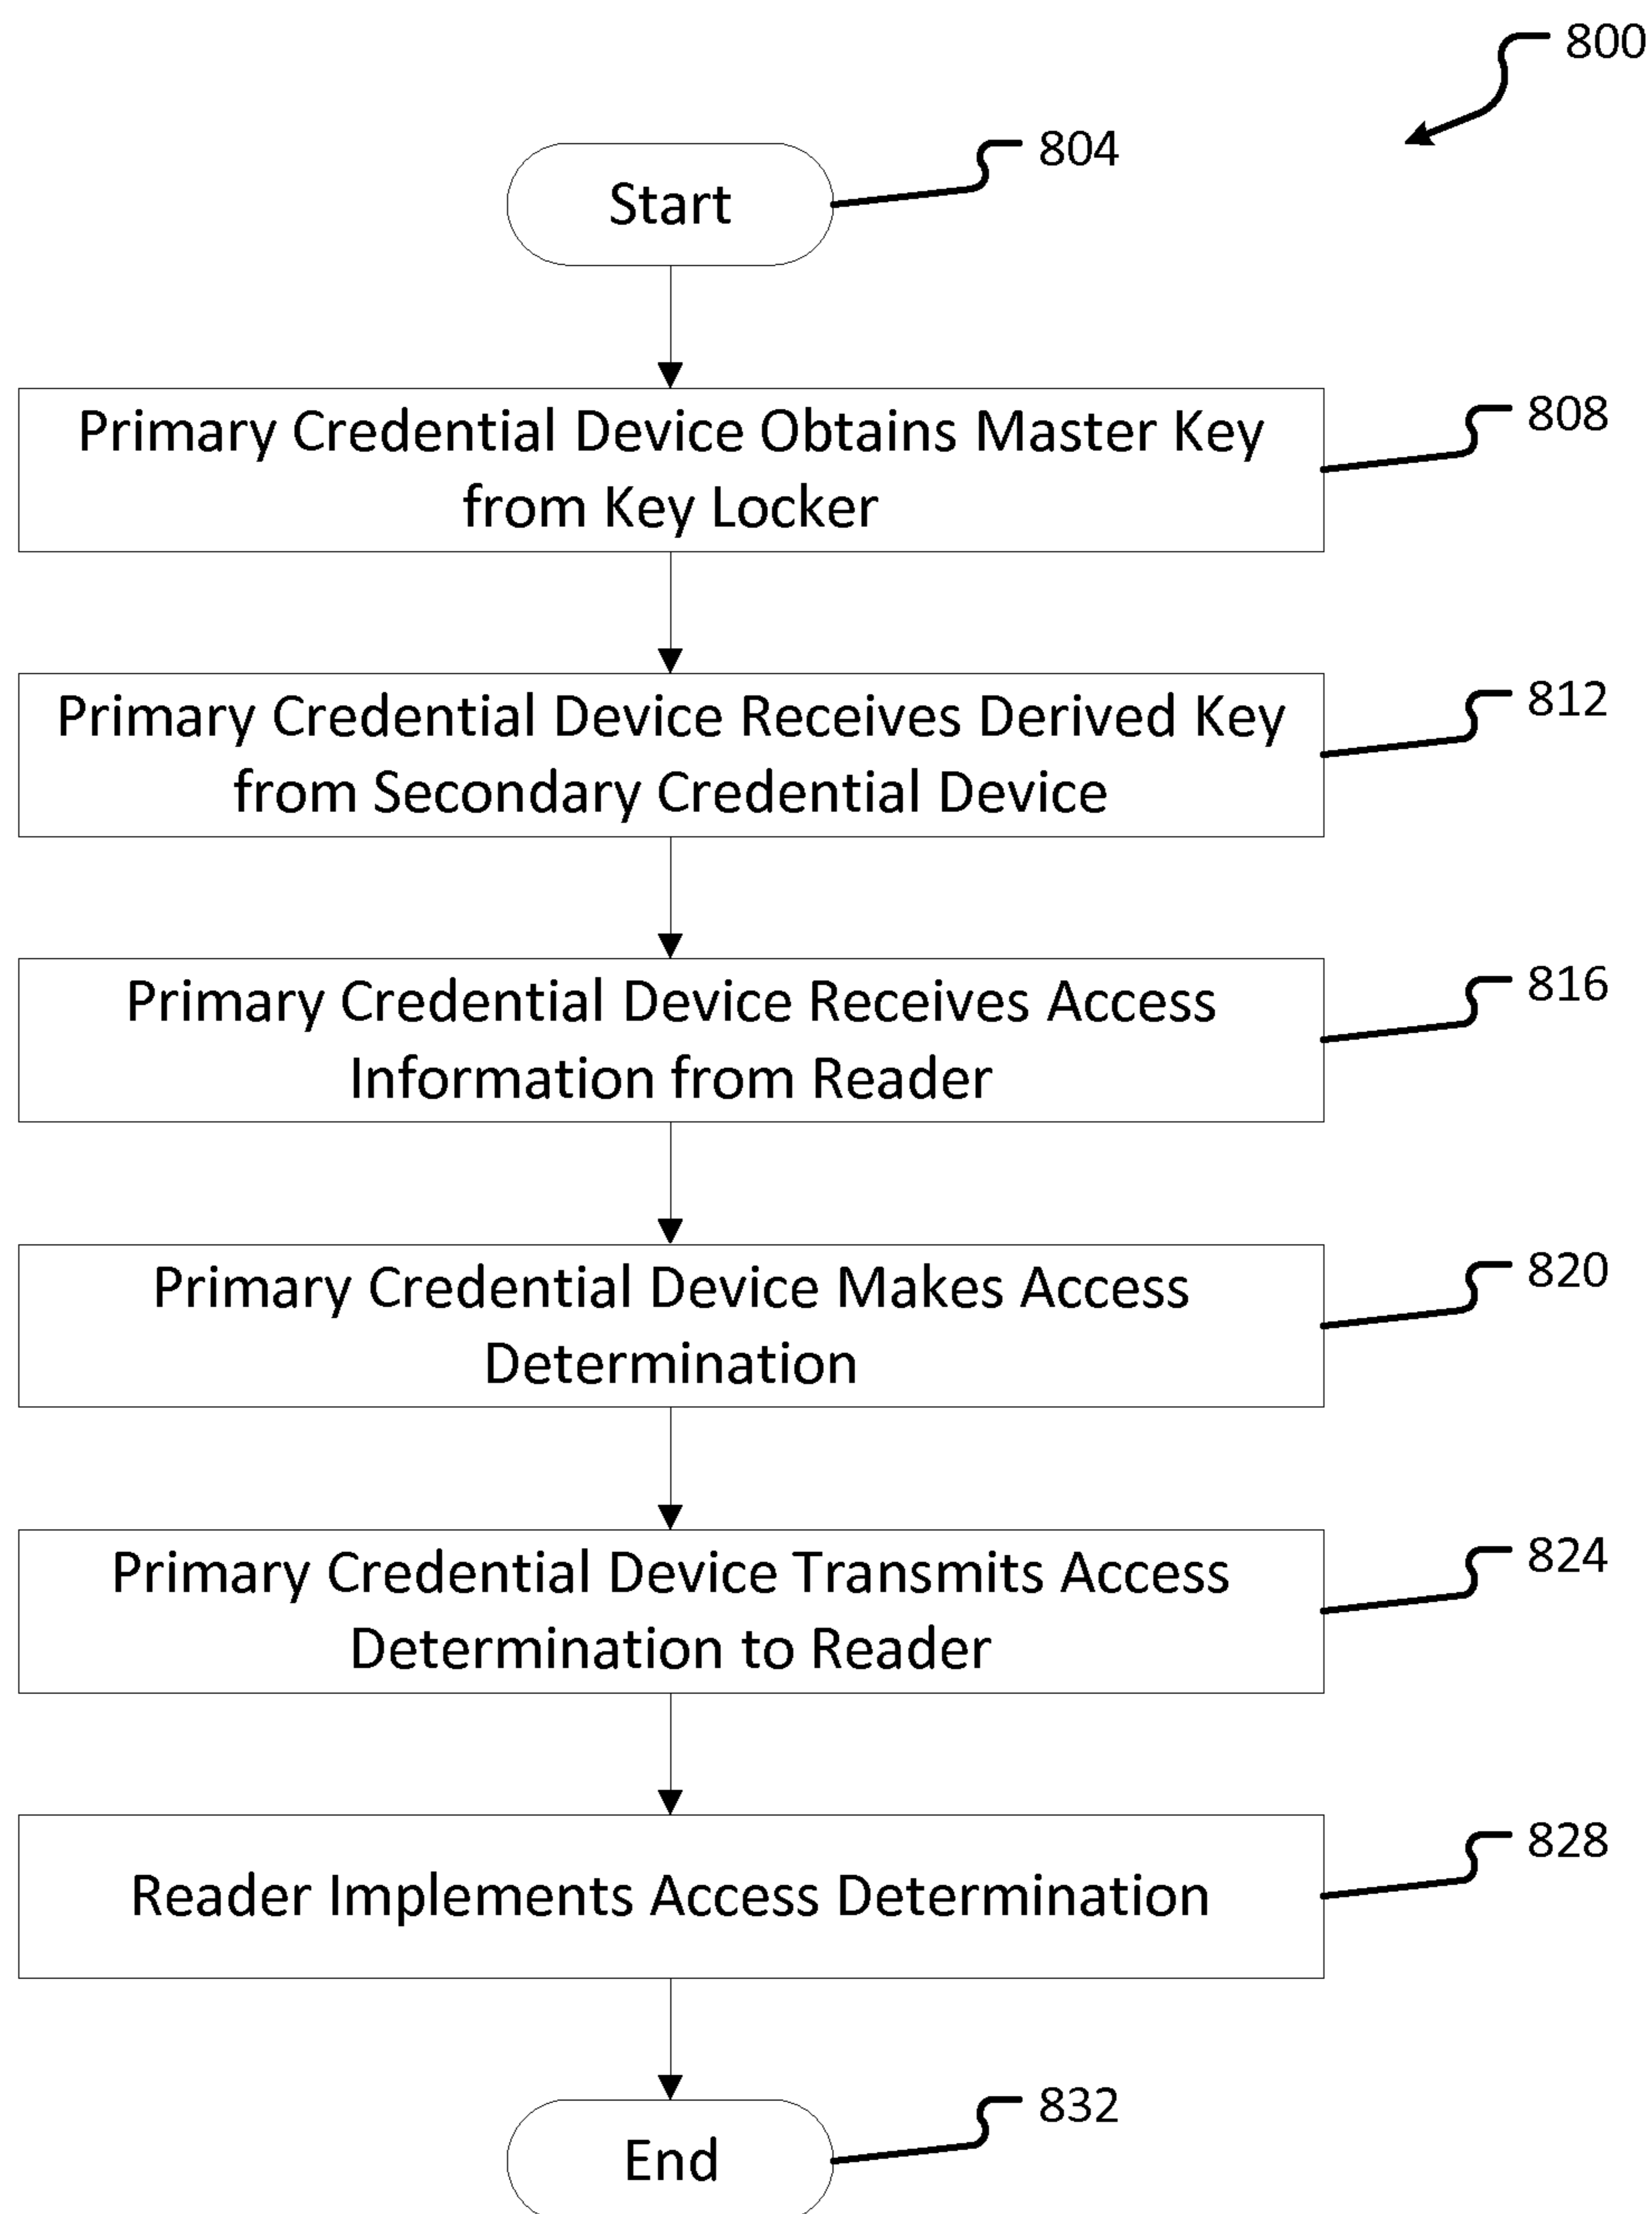 800
804
Start
808
Primary Credential Device Obtains Master Key
from Key Locker
812
Primary Credential Device Receives Derived Key
from Secondary Credential Device
816
Primary Credential Device Receives Access
Information from Reader
820
Primary Credential Device Makes Access
Determination
824
Primary Credential Device Transmits Access
Determination to Reader
828
Reader Implements Access Determination
832
End